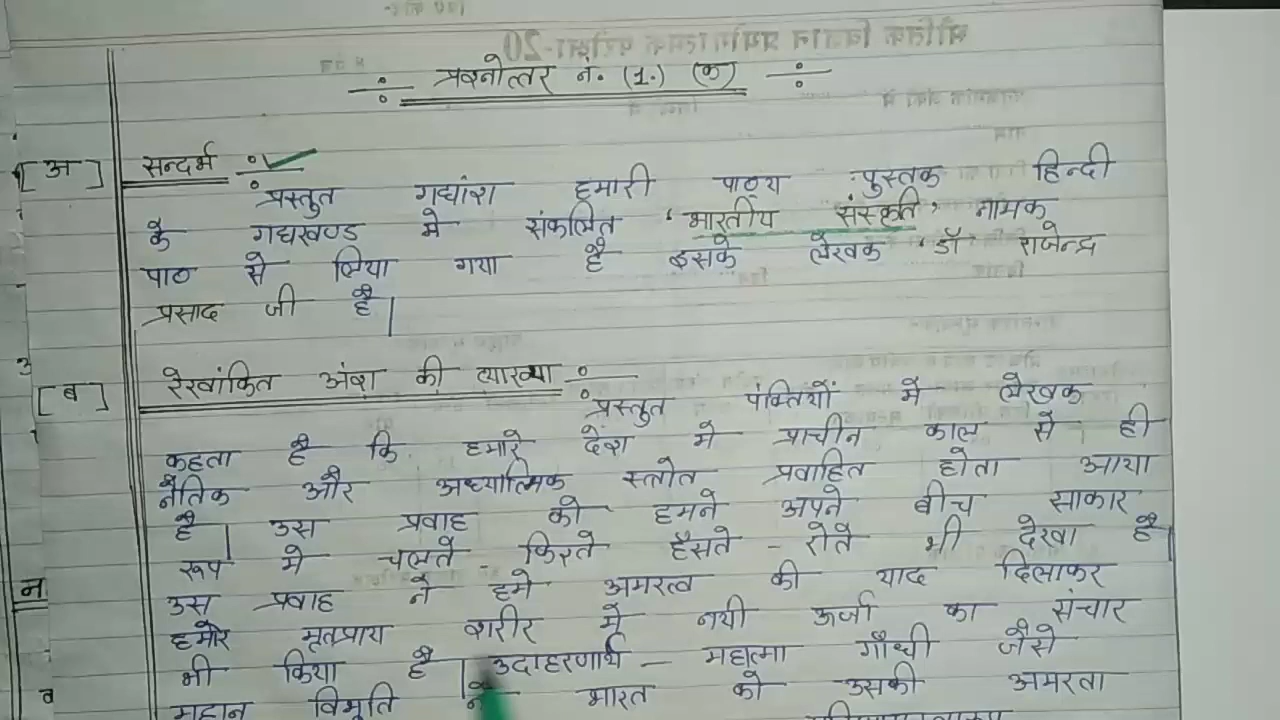 प्रश्नोत्तर नं. (1.) (क)
[अ] सन्दर्भ
प्रस्तुत गद्यांश हमारी पाठ्य पुस्तक हिन्दी
के गद्यखण्ड मे संकलित 'भारतीय संस्कृति' नामक
पाठ से लिया गया है इसके लेखक 'डॉ राजेन्द्र
प्रसाद जी है|
[ब] रेखांकित अंश की व्याख्या
प्रस्तुत पंक्तियों मे लेखक
कहता है कि हमारे देश मे प्राचीन काल से ही
नैतिक और अध्यात्मिक स्त्लोत प्रवाहित होता आया
है| उस प्रवाह को हमने अपने बीच साकार
रूप मे चलते - फिरते हँसते - रोते भी देखा है|
उस प्रवाह ने हमे अमरत्व की याद दिलाकर
हमोर मृतप्राय शरीर मे नयी ऊर्जा का संचार
भी किया है| उदाहरणार्थ - महात्मा गाँधी जैसे
महान विभूति ने भारत को उसकी अमरता